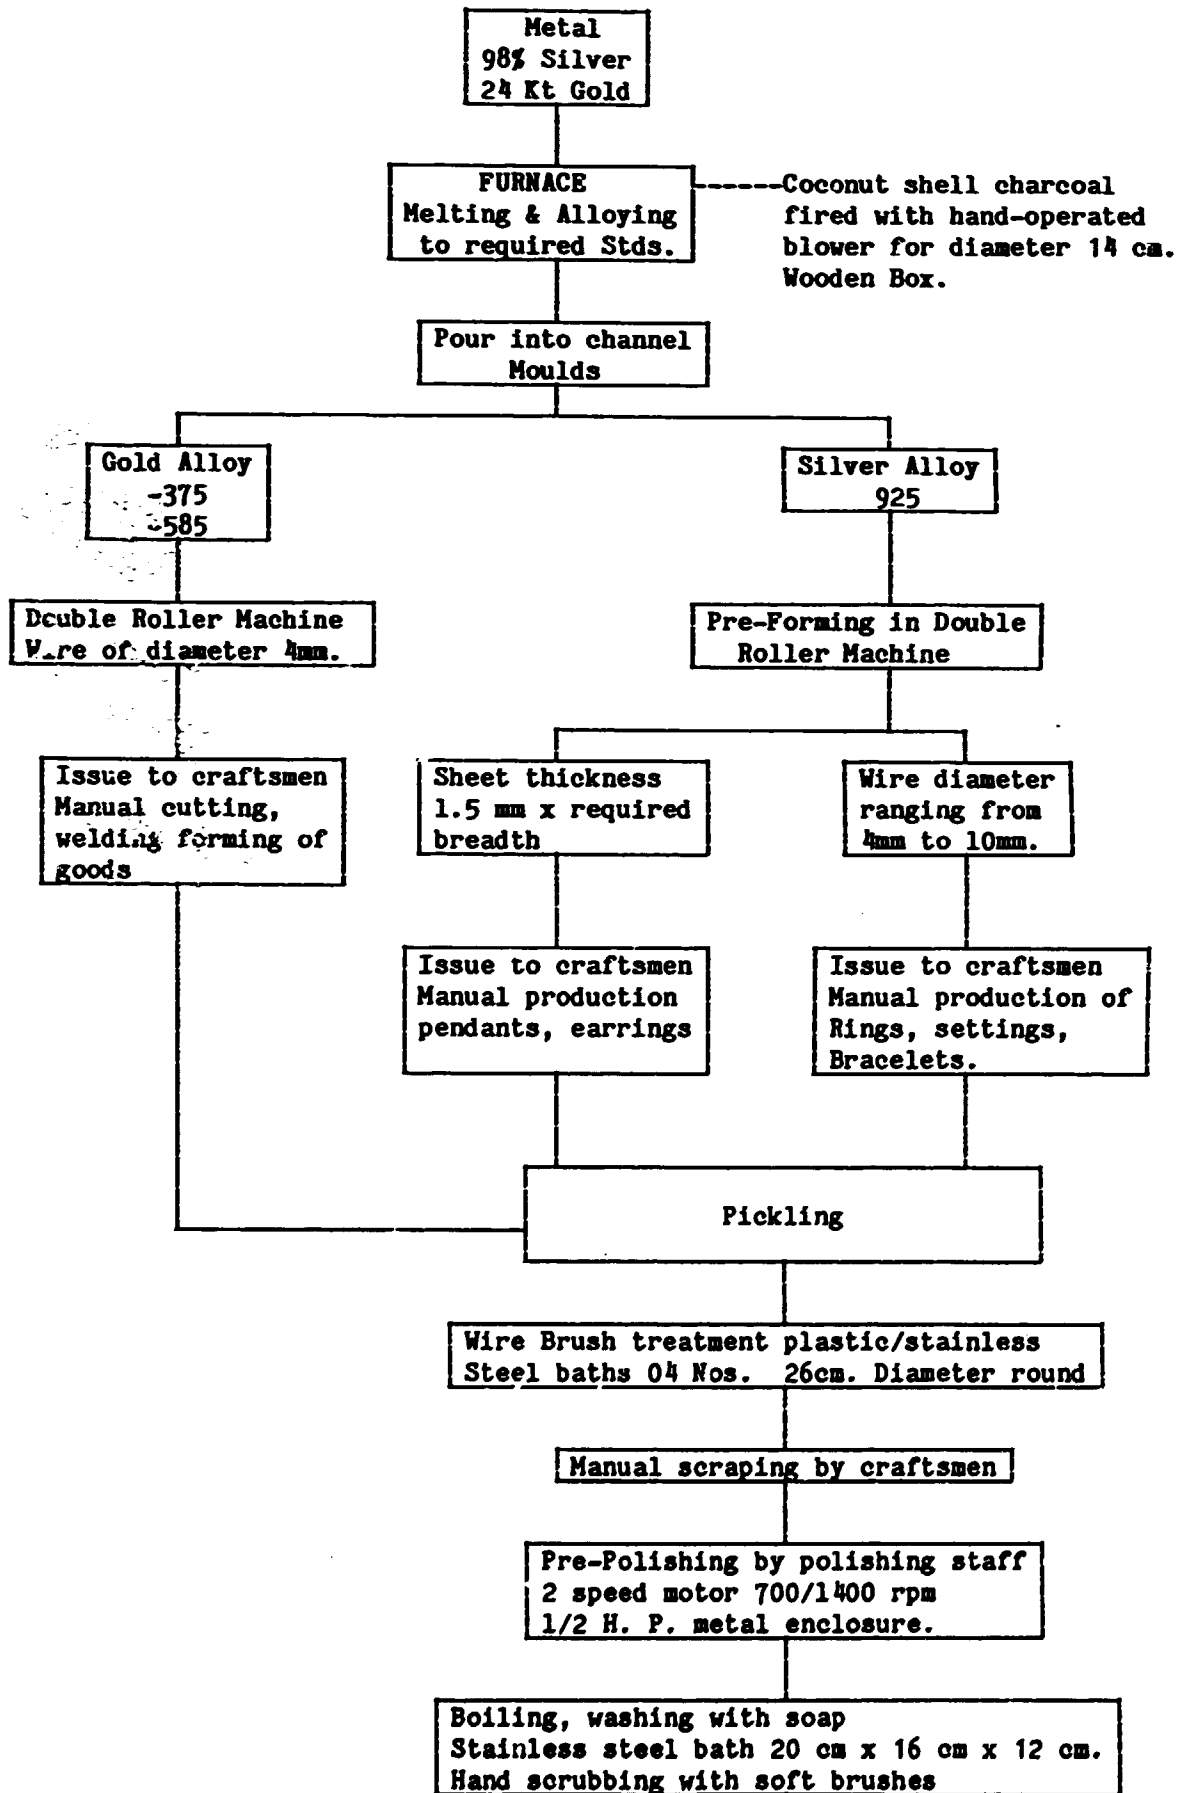 Metal
98% Silver
24 Kt Gold
FURNACE
Melting & Alloying
to required Stds.
-----Coconut shell charcoal
fired with hand-operated
blower for diameter 14 cm.
Wooden Box.
Pour into channel
Moulds
Gold Alloy
-375
-585
Silver Alloy
925
Double Roller Machine
Wire of diameter 4mm.
Pre-Forming in Double
Roller Machine
Issue to craftsmen
Manual cutting,
welding forming of
goods
Sheet thickness
1.5 mm x required
breadth
Wire diameter
ranging from
4mm to 10mm.
Issue to craftsmen
Manual production
pendants, earrings
Issue to craftsmen
Manual production of
Rings, settings,
Bracelets.
Pickling
Wire Brush treatment plastic/stainless
Steel baths 04 Nos. 26cm. Diameter round
Manual scraping by craftsmen
Pre-Polishing by polishing staff
2 speed motor 700/1400 rpm
1/2 H. P. metal enclosure.
Boiling, washing with soap
Stainless steel bath 20 cm x 16 cm x 12 cm.
Hand scrubbing with soft brushes